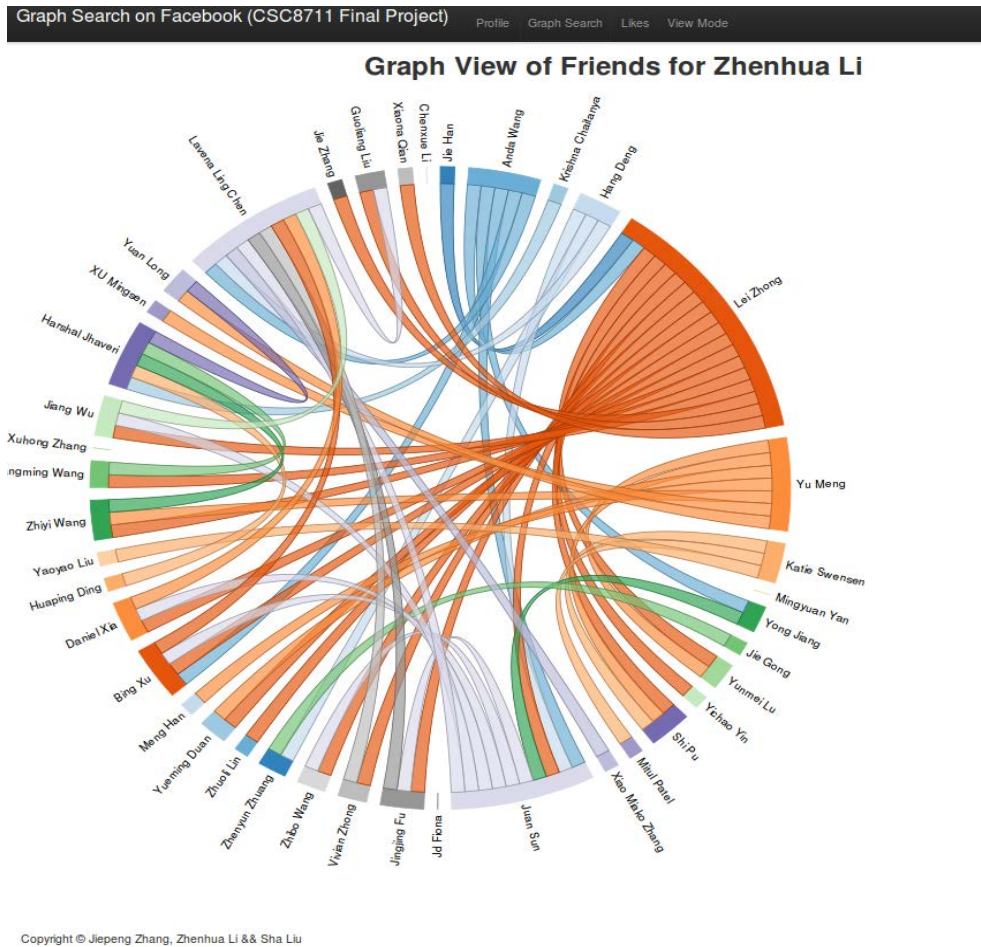 Graph Search on Facebook (CSC8711 Final Project)
Profile
Graph Search
Likes
View Mode
Graph View of Friends for Zhenhua Li
Jie Han
Anda Wang
Krishna Chaitanya
Hang Deng
Lei Zhong
Yu Meng
Katie Swensen
Mingyuan Yan
Yong Jiang
Jie Gong
Yunmei Lu
Yichao Yin
Shi Pu
Mitul Patel
Xiao Miako Zhang
Juan Sun
Jd Fiona
Jingjing Fu
Vivian Zhong
Zhibo Wang
Zhenyun Zhuang
Zhuoli Lin
Yueming Duan
Meng Han
Bing Xu
Daniel Xia
Huaping Ding
Yaoyao Liu
Zhiyi Wang
ngming Wang
Xuhong Zhang
Jiang Wu
Harshal Jhaveri
XU Mingsen
Yuan Long
Lavena Ling Chen
Jie Zhang
Guoliang Liu
Xiaona Qian
Chenxue Li
Copyright © Jiepeng Zhang, Zhenhua Li && Sha Liu